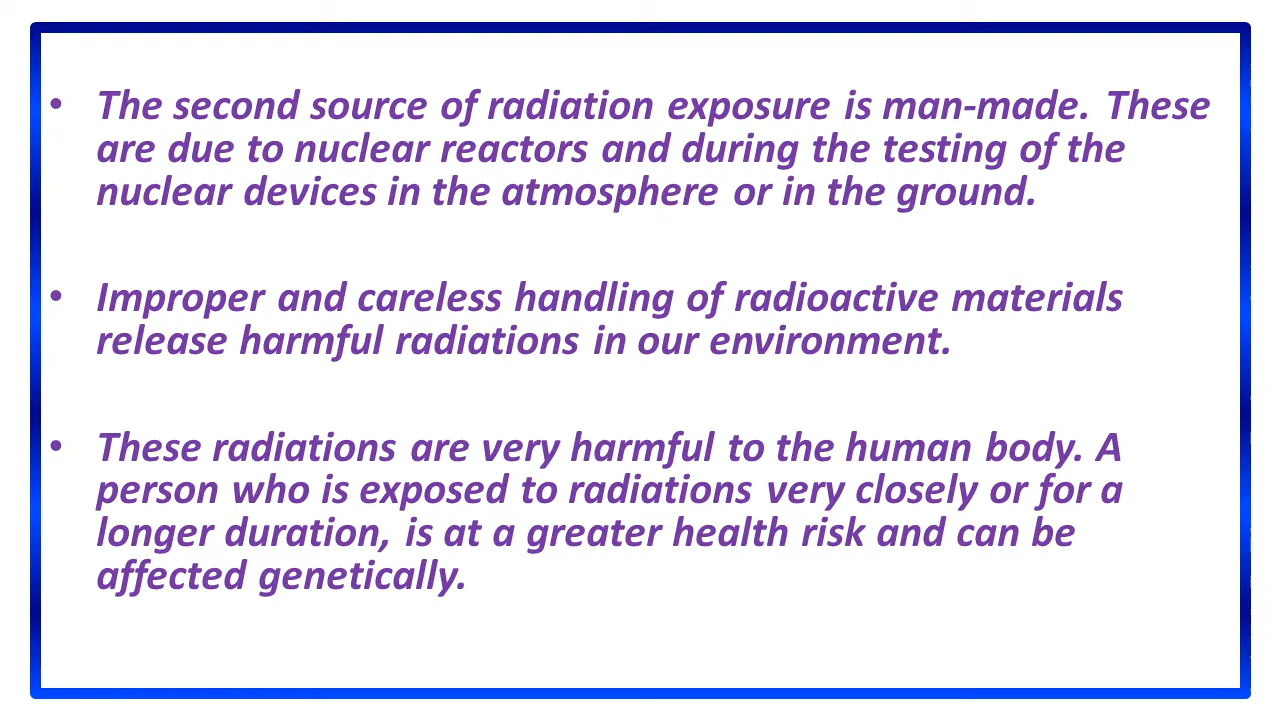 • The second source of radiation exposure is man-made. These
are due to nuclear reactors and during the testing of the
nuclear devices in the atmosphere or in the ground.
• Improper and careless handling of radioactive materials
release harmful radiations in our environment.
• These radiations are very harmful to the human body. A
person who is exposed to radiations very closely or for a
longer duration, is at a greater health risk and can be
affected genetically.